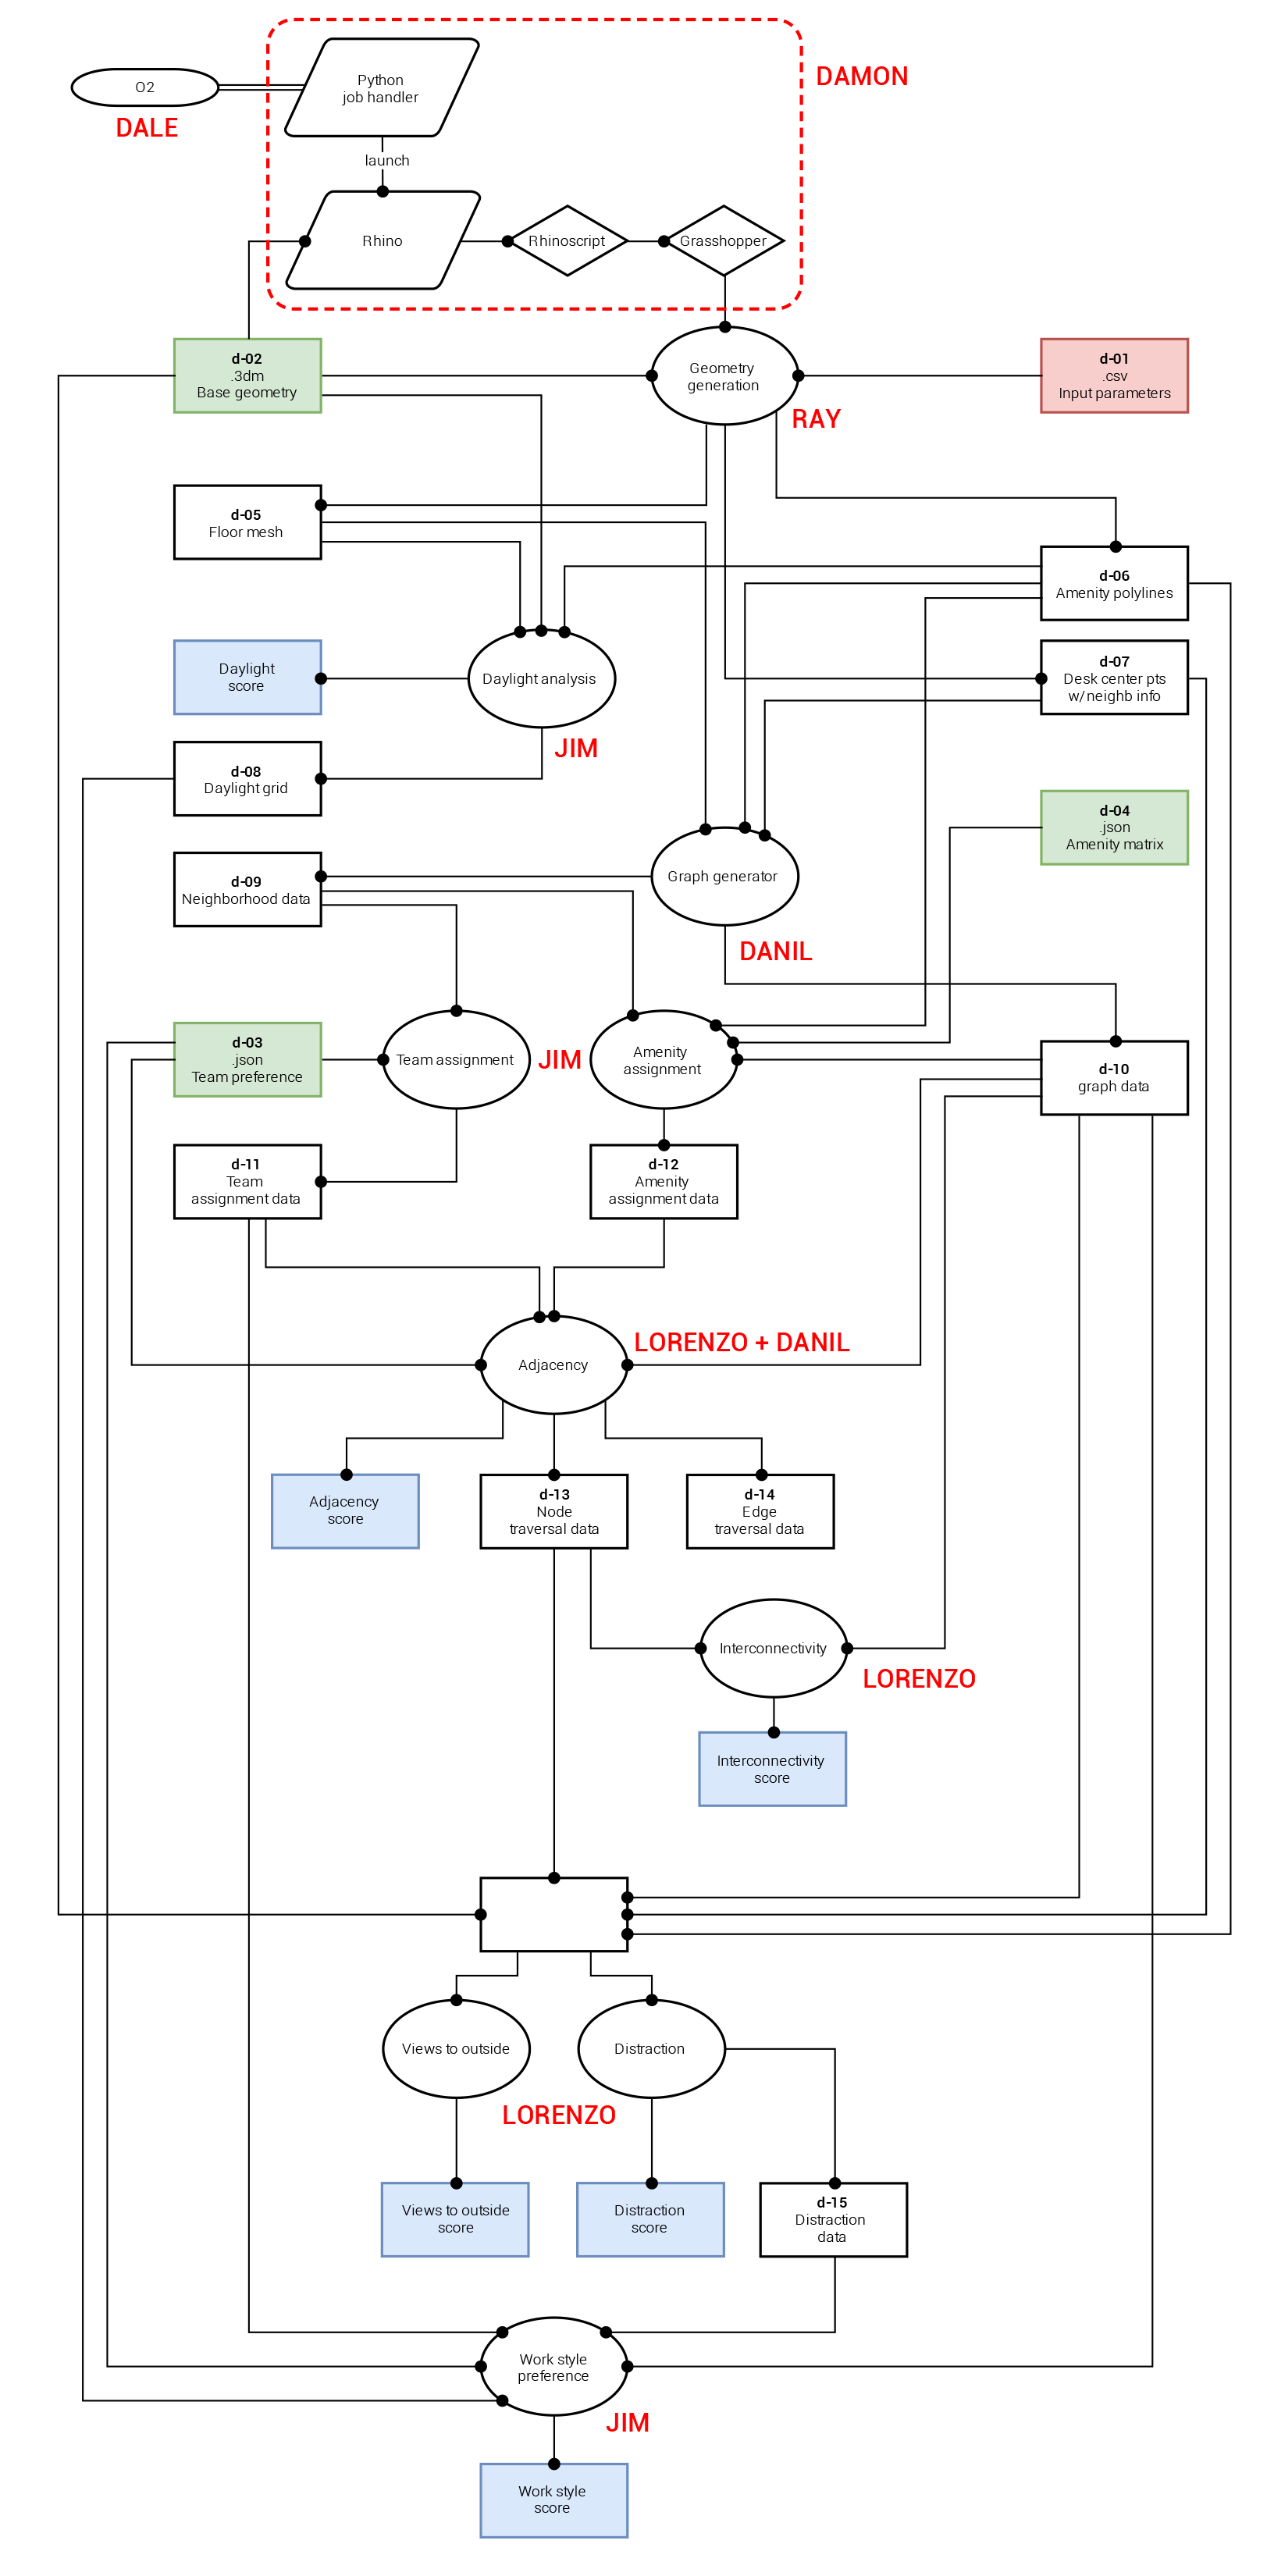 O2
DALE
Python
job handler
DAMON
launch
Rhino
Rhinoscript
Grasshopper
d-02
.3dm
Base geometry
Geometry
generation
d-01
.csv
Input parameters
RAY
d-05
Floor mesh
d-06
Amenity polylines
Daylight
score
Daylight analysis
d-07
Desk center pts
w/neighb info
JIM
d-08
Daylight grid
d-04
.json
Amenity matrix
d-09
Neighborhood data
Graph generator
DANIL
d-03
.json
Team preference
Team assignment
JIM
Amenity
assignment
d-10
graph data
d-11
Team
assignment data
d-12
Amenity
assignment data
LORENZO + DANIL
Adjacency
Adjacency
score
d-13
Node
traversal data
d-14
Edge
traversal data
Interconnectivity
LORENZO
Interconnectivity
score
Views to outside
Distraction
LORENZO
Views to outside
score
Distraction
score
d-15
Distraction
data
Work style
preference
JIM
Work style
score